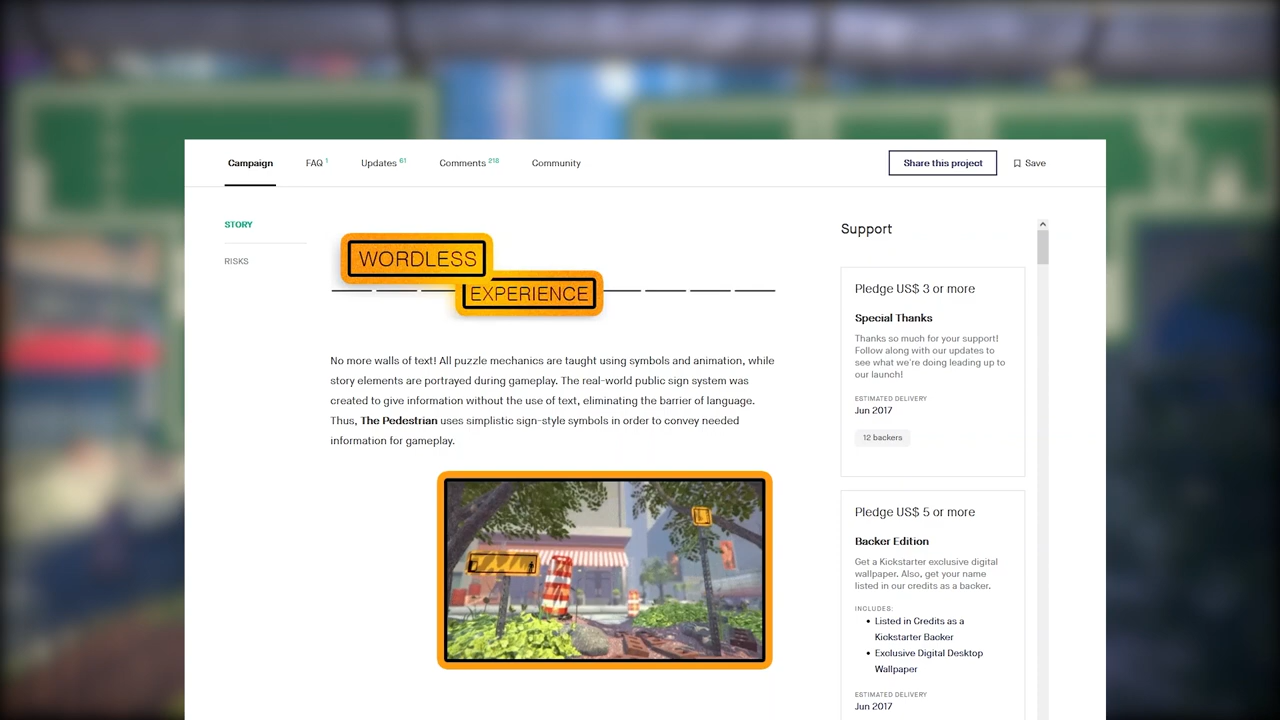 Campaign
FAQ 1
Updates 61
Comments 218
Community
Share this project
Save
STORY
RISKS
WORDLESS
EXPERIENCE
No more walls of text! All puzzle mechanics are taught using symbols and animation, while
story elements are portrayed during gameplay. The real-world public sign system was
created to give information without the use of text, eliminating the barrier of language.
Thus, The Pedestrian uses simplistic sign-style symbols in order to convey needed
information for gameplay.
Support
Pledge US$ 3 or more
Special Thanks
Thanks so much for your support!
Follow along with our updates to
see what we're doing leading up to
our launch!
ESTIMATED DELIVERY
Jun 2017
12 backers
Pledge US$ 5 or more
Backer Edition
Get a Kickstarter exclusive digital
wallpaper. Also, get your name
listed in our credits as a backer.
INCLUDES:
• Listed in Credits as a
Kickstarter Backer
• Exclusive Digital Desktop
Wallpaper
ESTIMATED DELIVERY
Jun 2017